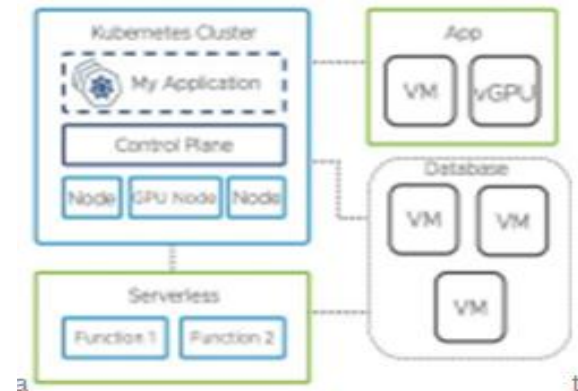 Kubernetes Cluster
My Application
Control Plane
Node
GPU Node
Node
Serverless
Function 1
Function 2
App
VM
vGPU
Database
VM
VM
VM
a
t